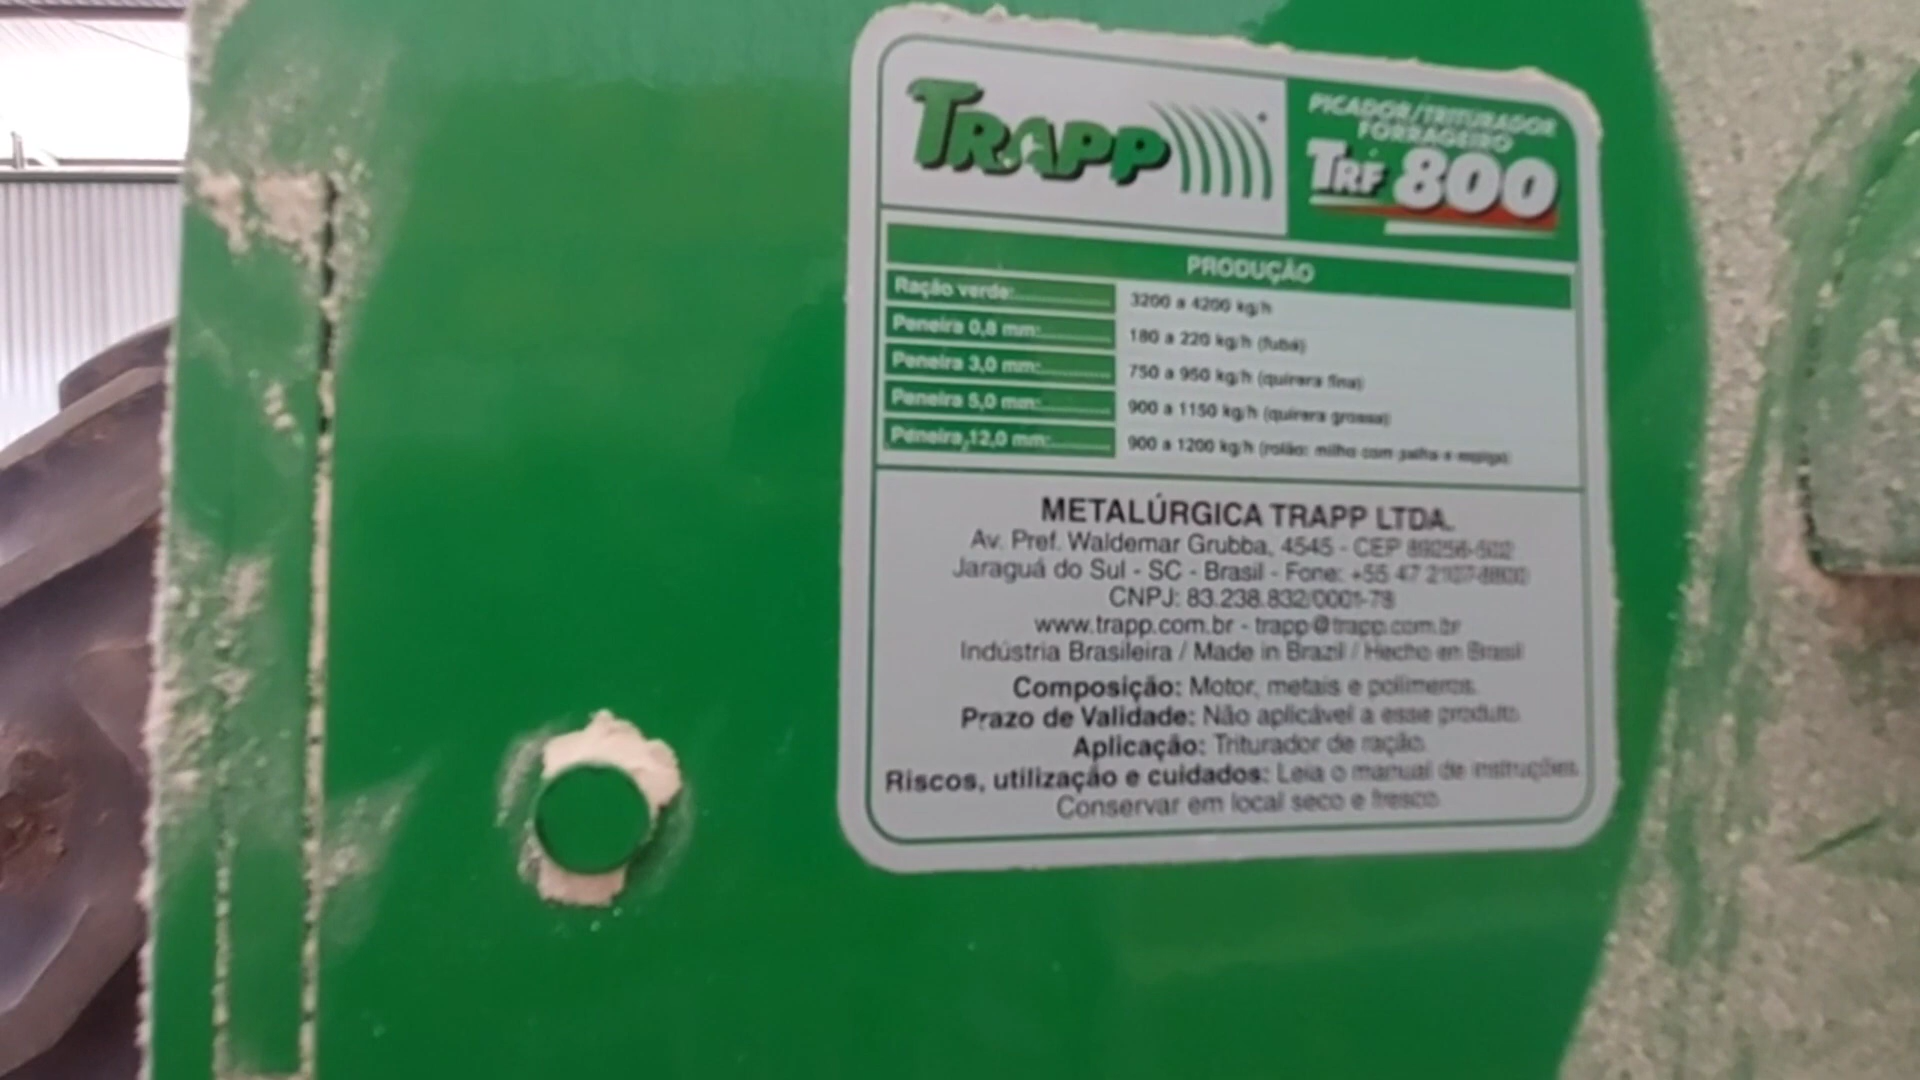 TRAPP
PICADOR/TRITURADOR
FORRAGEIRO
TRF 800
PRODUÇÃO
Ração verde: 3200 a 4200 kg/h
Peneira 0,8 mm: 180 a 220 kg/h (fubá)
Peneira 3,0 mm: 750 a 950 kg/h (quirera fina)
Peneira 5,0 mm: 900 a 1150 kg/h (quirera grossa)
Peneira 12,0 mm: 900 a 1200 kg/h (rolão: milho com palha e espiga)
METALÚRGICA TRAPP LTDA.
Av. Pref. Waldemar Grubba, 4545 - CEP 89256-502
Jaraguá do Sul - SC - Brasil - Fone: +55 47 2107-8800
CNPJ: 83.238.832/0001-78
www.trapp.com.br - trapp@trapp.com.br
Indústria Brasileira / Made in Brazil / Hecho en Brasil
Composição: Motor, metais e polímeros.
Prazo de Validade: Não aplicável a esse produto.
Aplicação: Triturador de ração.
Riscos, utilização e cuidados: Leia o manual de instruções.
Conservar em local seco e fresco.